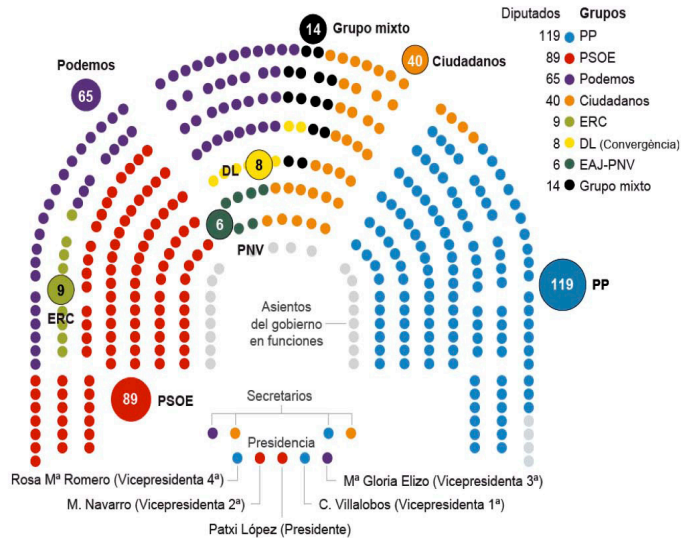 Diputados Grupos
119 PP
89 PSOE
65 Podemos
40 Ciudadanos
9 ERC
8 DL (Convergència)
6 EAJ-PNV
14 Grupo mixto
14 Grupo mixto
40 Ciudadanos
Podemos
65
DL 8
6
PNV
9
ERC
119 PP
Asientos
del gobierno
en funciones
89 PSOE
Secretarios
Presidencia
Rosa Mª Romero (Vicepresidenta 4ª)
Mª Gloria Elizo (Vicepresidenta 3ª)
M. Navarro (Vicepresidenta 2ª)
C. Villalobos (Vicepresidenta 1ª)
Patxi López (Presidente)